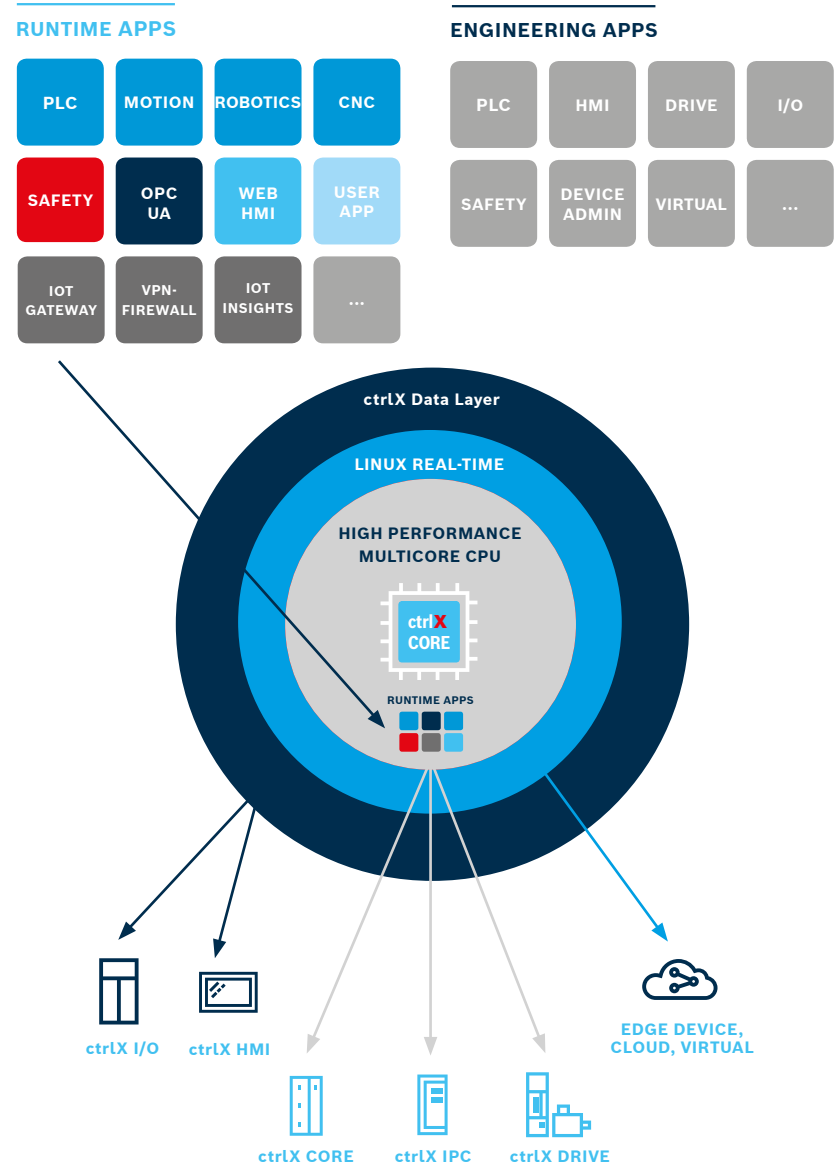 RUNTIME APPS
PLC
MOTION
ROBOTICS
CNC
SAFETY
OPC
UA
WEB
HMI
USER
APP
IOT
GATEWAY
VPN-
FIREWALL
IOT
INSIGHTS
...
ENGINEERING APPS
PLC
HMI
DRIVE
I/O
SAFETY
DEVICE
ADMIN
VIRTUAL
...
ctrlX Data Layer
LINUX REAL-TIME
HIGH PERFORMANCE
MULTICORE CPU
ctrlX
CORE
RUNTIME APPS
ctrlX I/O
ctrlX HMI
EDGE DEVICE,
CLOUD, VIRTUAL
ctrlX CORE
ctrlX IPC
ctrlX DRIVE